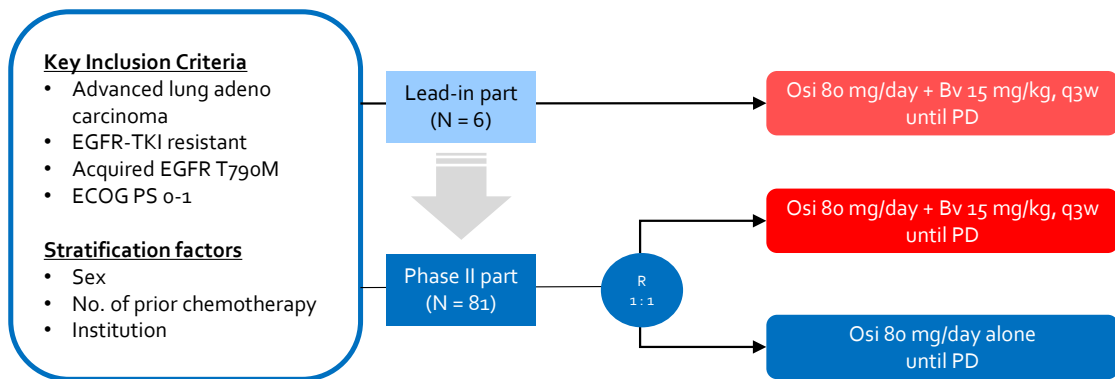 Key Inclusion Criteria
• Advanced lung adeno
carcinoma
• EGFR-TKI resistant
• Acquired EGFR T790M
• ECOG PS 0-1
Stratification factors
• Sex
• No. of prior chemotherapy
• Institution
Lead-in part
(N = 6)
Phase II part
(N = 81)
R
1:1
Osi 80 mg/day + Bv 15 mg/kg, q3w
until PD
Osi 80 mg/day + Bv 15 mg/kg, q3w
until PD
Osi 80 mg/day alone
until PD